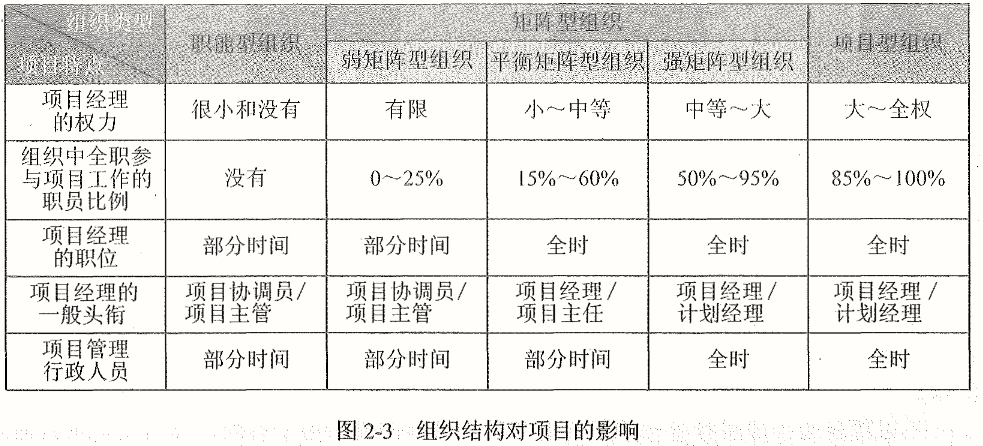 组织类型
项目特点
职能型组织
矩阵型组织
项目型组织
弱矩阵型组织
平衡矩阵型组织
强矩阵型组织
项目经理
的权力
很小和没有
有限
小～中等
中等～大
大～全权
组织中全职参
与项目工作的
职员比例
没有
0～25%
15%～60%
50%～95%
85%～100%
项目经理
的职位
部分时间
部分时间
全时
全时
全时
项目经理的
一般头衔
项目协调员/
项目主管
项目协调员/
项目主管
项目经理/
项目主任
项目经理/
计划经理
项目经理/
计划经理
项目管理
行政人员
部分时间
部分时间
部分时间
全时
全时
图2-3 组织结构对项目的影响